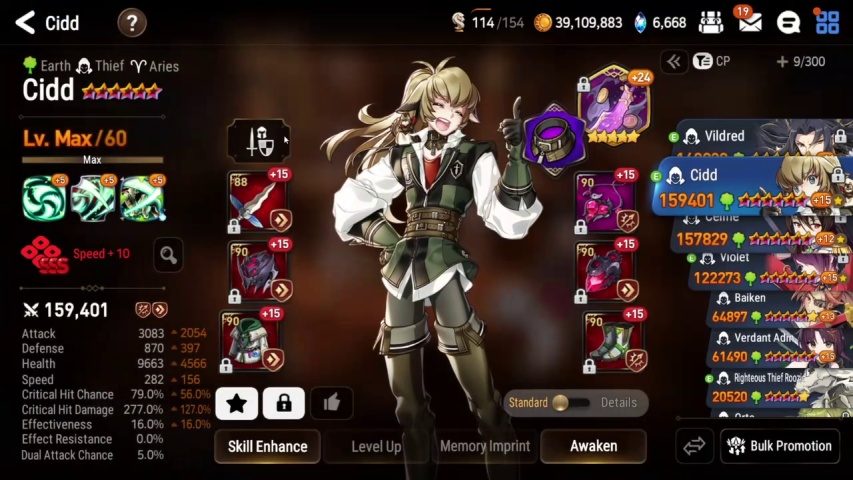 Cidd
?
114/154
39,109,883
6,668
19
Earth Thief Aries
Cidd
Lv. Max/60
Max
+5
+5
+5
SSS
Speed + 10
159,401
Attack 3083 2054
Defense 870 397
Health 9663 4566
Speed 282 156
Critical Hit Chance 79.0% 56.0%
Critical Hit Damage 277.0% 127.0%
Effectiveness 16.0% 16.0%
Effect Resistance 0.0%
Dual Attack Chance 5.0%
88 +15
90 +15
90 +15
+24
90 +15
90 +15
90 +15
Standard
Details
Skill Enhance
Level Up
Memory Imprint
Awaken
CP
+ 9/300
E Vildred
E Cidd
159401 +15
Celine
157829 +12
Violet
122273 +15
Baiken
64897 +13
Verdant Adin
61490 +15
E Righteous Thief Roozid
20520
Bulk Promotion